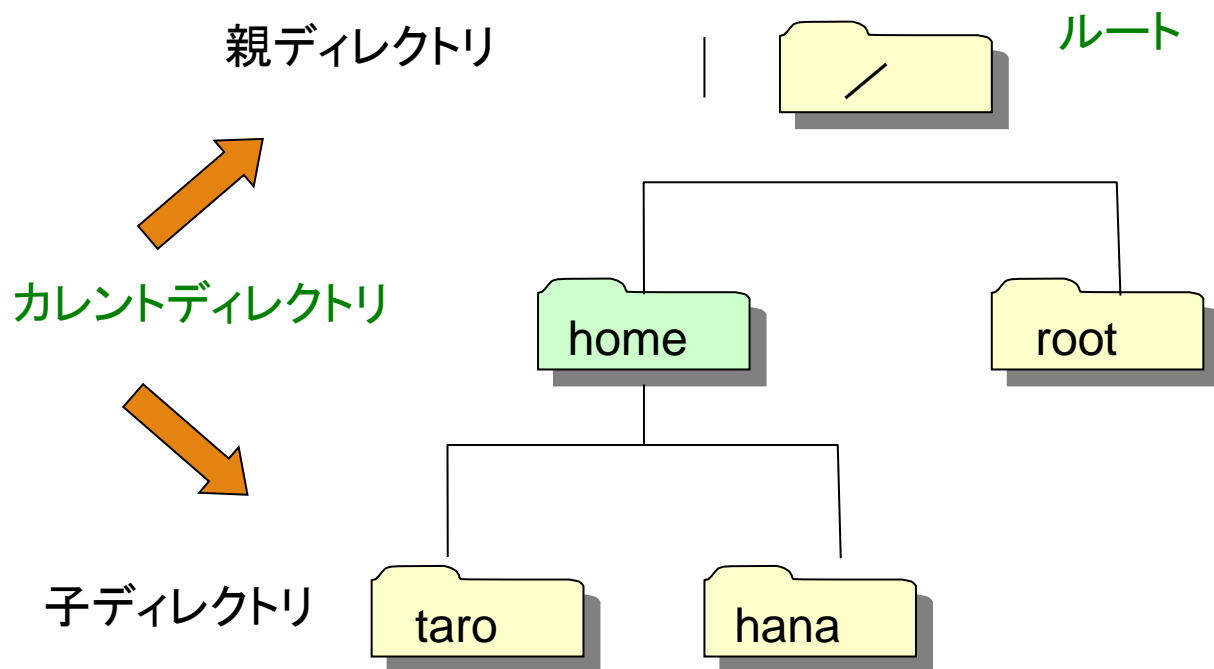 親ディレクトリ
／
ルート
カレントディレクトリ
home
root
子ディレクトリ
taro
hana